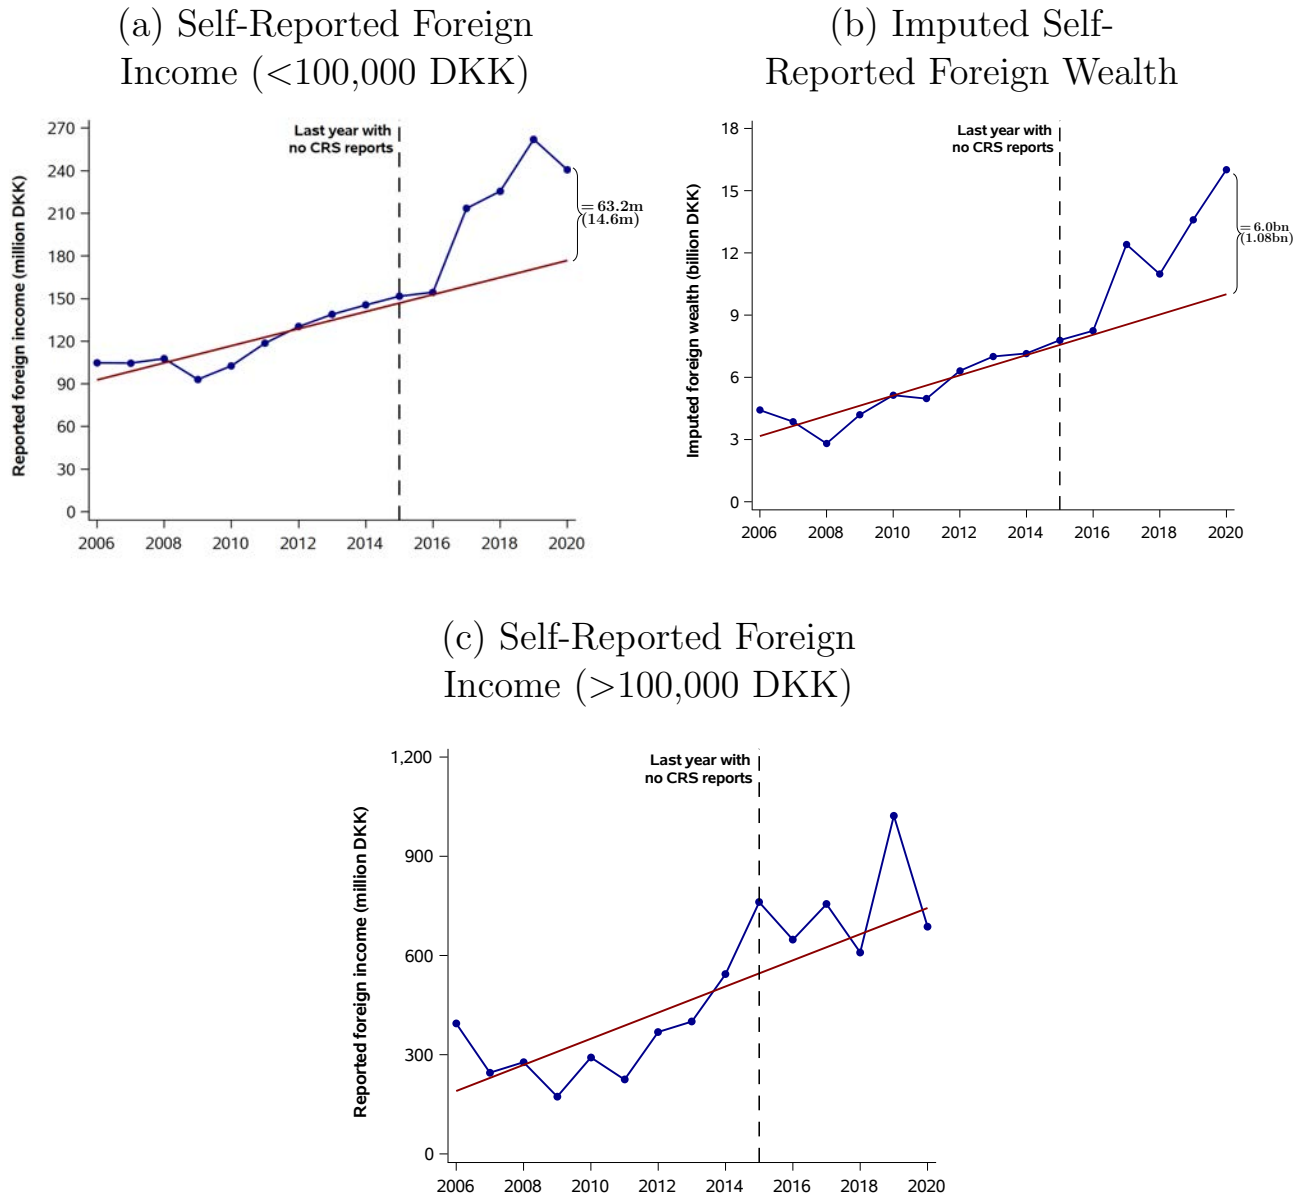 (a) Self-Reported Foreign
Income (<100,000 DKK)
Reported foreign income (million DKK)
270
240
210
180
150
120
90
60
30
0
Last year with
no CRS reports
= 63.2m
(14.6m)
2006 2008 2010 2012 2014 2016 2018 2020
(b) Imputed Self-
Reported Foreign Wealth
Imputed foreign wealth (billion DKK)
18
15
12
9
6
3
0
Last year with
no CRS reports
= 6.0bn
(1.08bn)
2006 2008 2010 2012 2014 2016 2018 2020
(c) Self-Reported Foreign
Income (>100,000 DKK)
Reported foreign income (million DKK)
1,200
900
600
300
0
Last year with
no CRS reports
2006 2008 2010 2012 2014 2016 2018 2020